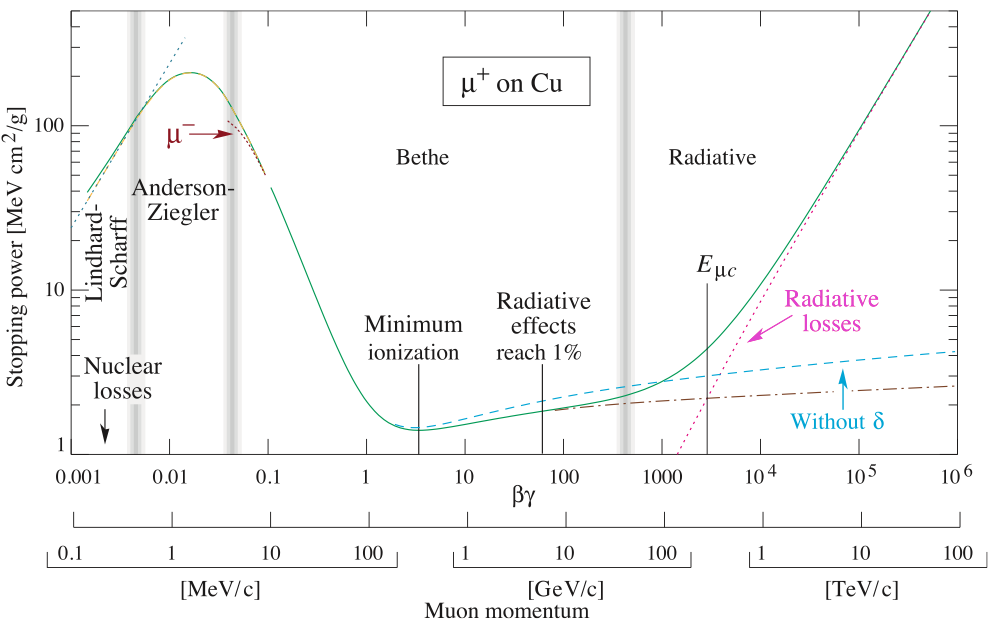 μ⁺ on Cu
μ⁻
Bethe
Radiative
Anderson-
Ziegler
Lindhard-
Scharff
Eμc
Radiative
losses
Minimum
ionization
Radiative
effects
reach 1%
Nuclear
losses
Without δ
Stopping power [MeV cm²/g]
100
10
1
0.001 0.01 0.1 1 10 100 1000 10⁴ 10⁵ 10⁶
βγ
0.1 1 10 100 1 10 100 1 10 100
[MeV/c] [GeV/c] [TeV/c]
Muon momentum